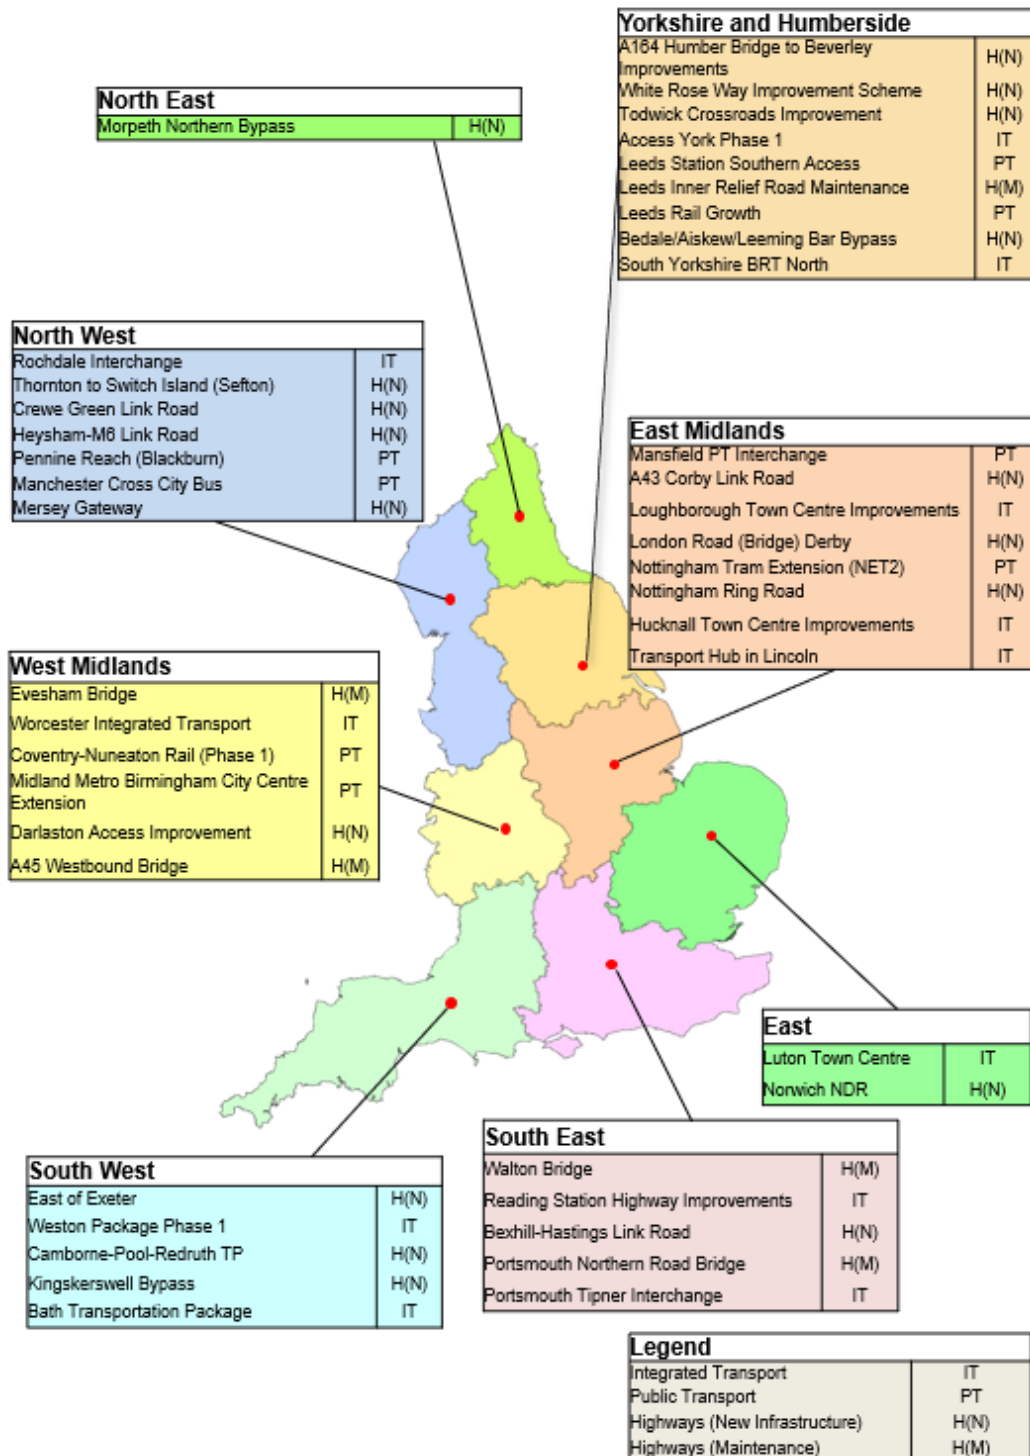 Yorkshire and Humberside
A164 Humber Bridge to Beverley
Improvements H(N)
White Rose Way Improvement Scheme H(N)
Todwick Crossroads Improvement H(N)
Access York Phase 1 IT
Leeds Station Southern Access PT
Leeds Inner Relief Road Maintenance H(M)
Leeds Rail Growth PT
Bedale/Aiskew/Leeming Bar Bypass H(N)
South Yorkshire BRT North IT
North East
Morpeth Northern Bypass H(N)
North West
Rochdale Interchange IT
Thornton to Switch Island (Sefton) H(N)
Crewe Green Link Road H(N)
Heysham-M6 Link Road H(N)
Pennine Reach (Blackburn) PT
Manchester Cross City Bus PT
Mersey Gateway H(N)
East Midlands
Mansfield PT Interchange PT
A43 Corby Link Road H(N)
Loughborough Town Centre Improvements IT
London Road (Bridge) Derby H(N)
Nottingham Tram Extension (NET2) PT
Nottingham Ring Road H(N)
Hucknall Town Centre Improvements IT
Transport Hub in Lincoln IT
West Midlands
Evesham Bridge H(M)
Worcester Integrated Transport IT
Coventry-Nuneaton Rail (Phase 1) PT
Midland Metro Birmingham City Centre
Extension PT
Darlaston Access Improvement H(N)
A45 Westbound Bridge H(M)
East
Luton Town Centre IT
Norwich NDR H(N)
South East
Walton Bridge H(M)
Reading Station Highway Improvements IT
Bexhill-Hastings Link Road H(N)
Portsmouth Northern Road Bridge H(M)
Portsmouth Tipner Interchange IT
South West
East of Exeter H(N)
Weston Package Phase 1 IT
Camborne-Pool-Redruth TP H(N)
Kingskerswell Bypass H(N)
Bath Transportation Package IT
Legend
Integrated Transport IT
Public Transport PT
Highways (New Infrastructure) H(N)
Highways (Maintenance) H(M)